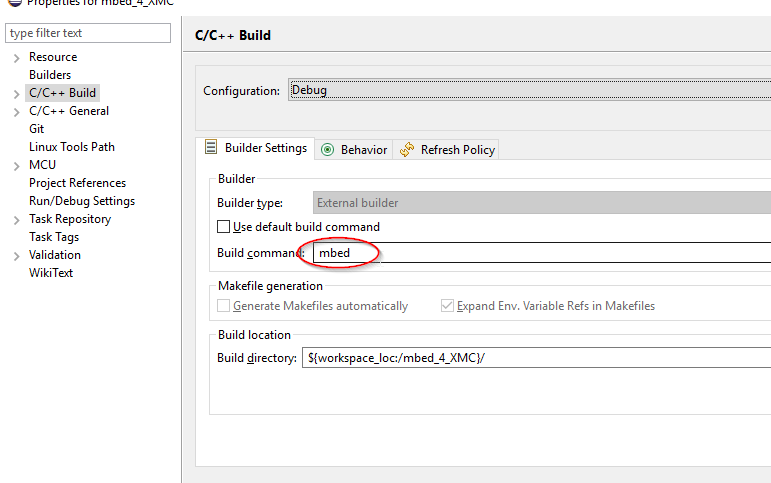 Properties for mbed_4_XMC
type filter text
Resource
Builders
C/C++ Build
C/C++ General
Git
Linux Tools Path
MCU
Project References
Run/Debug Settings
Task Repository
Task Tags
Validation
WikiText
C/C++ Build
Configuration: Debug
Builder Settings Behavior Refresh Policy
Builder
Builder type: External builder
Use default build command
Build command: mbed
Makefile generation
Generate Makefiles automatically Expand Env. Variable Refs in Makefiles
Build location
Build directory: ${workspace_loc:/mbed_4_XMC}/